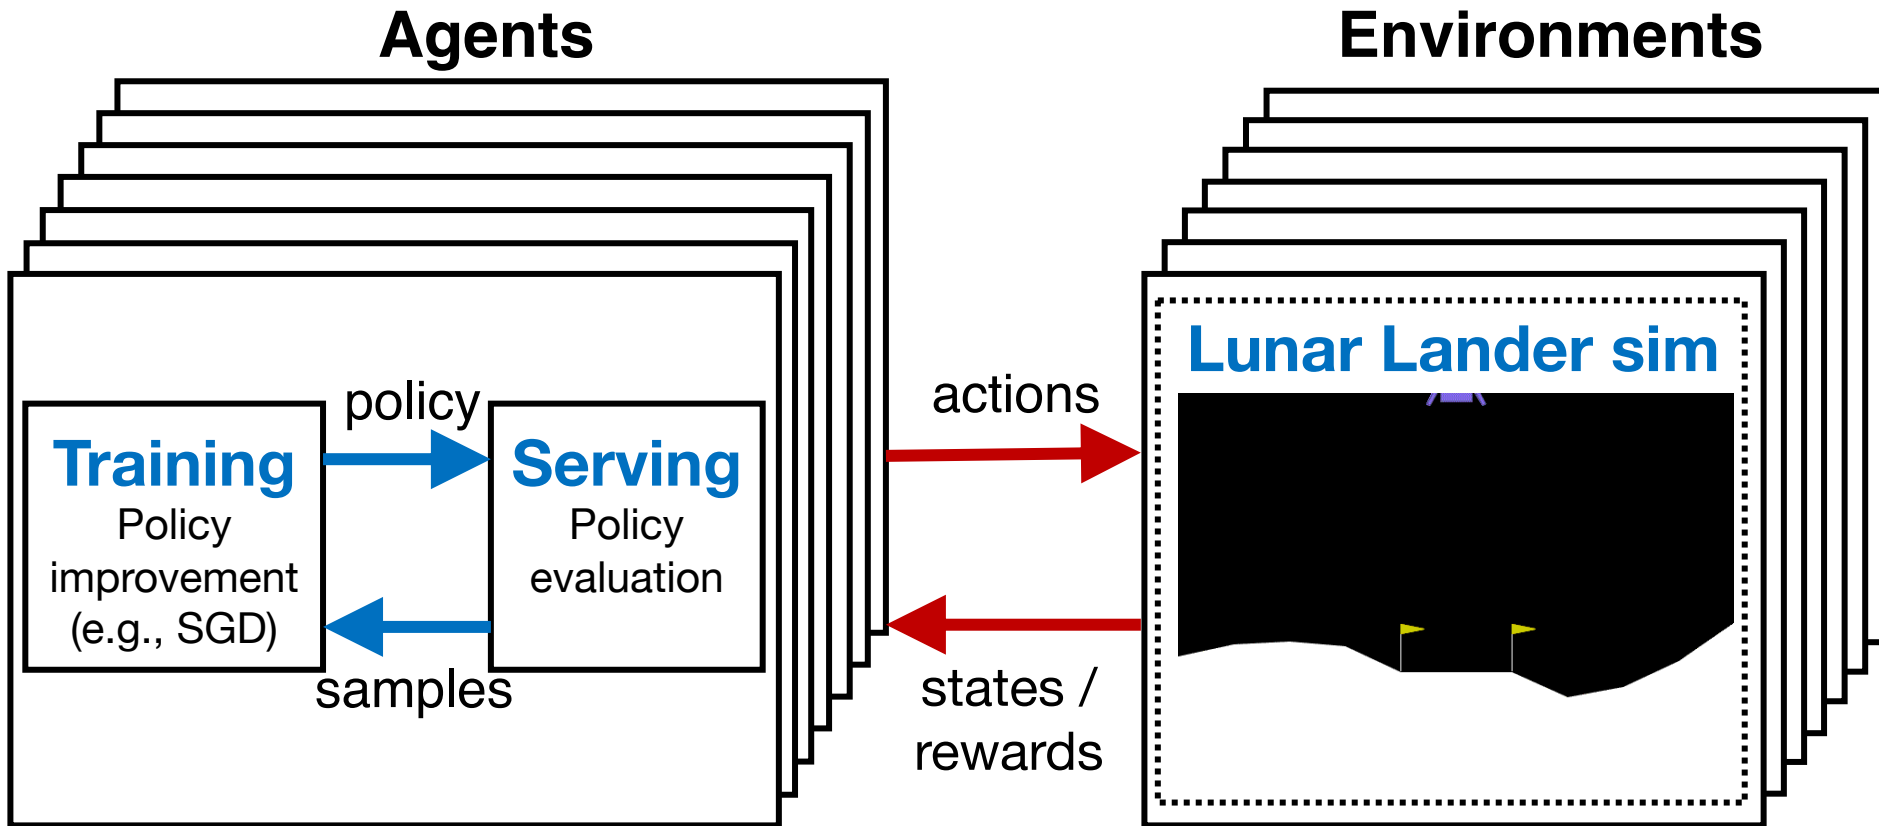 Agents
Environments
policy
Training
Policy
improvement
(e.g., SGD)
Serving
Policy
evaluation
samples
actions
states /
rewards
Lunar Lander sim